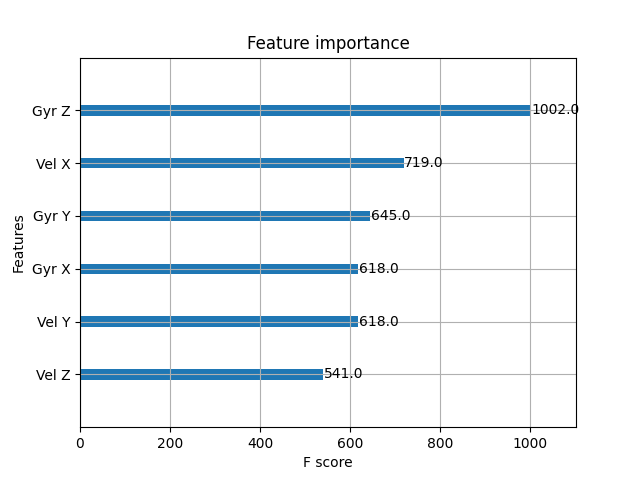 Feature importance
Gyr Z 1002.0
Vel X 719.0
Gyr Y 645.0
Gyr X 618.0
Vel Y 618.0
Vel Z 541.0
Features
0 200 400 600 800 1000
F score